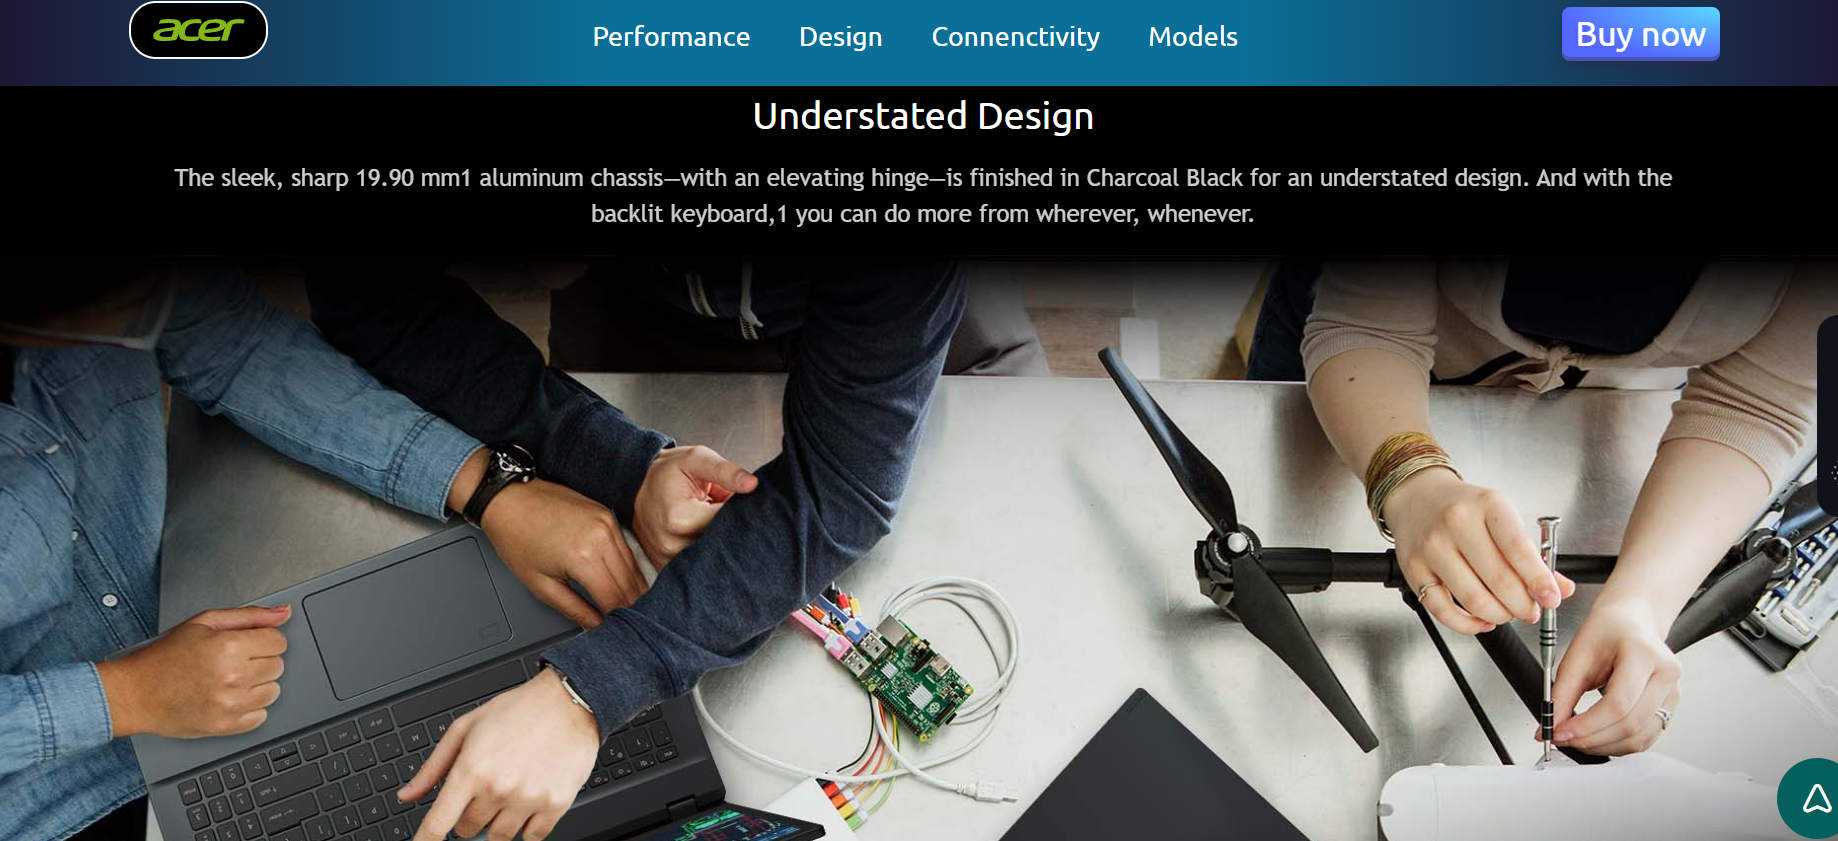 acer
Performance Design Connenctivity Models
Buy now
Understated Design
The sleek, sharp 19.90 mm1 aluminum chassis—with an elevating hinge—is finished in Charcoal Black for an understated design. And with the
backlit keyboard,1 you can do more from wherever, whenever.